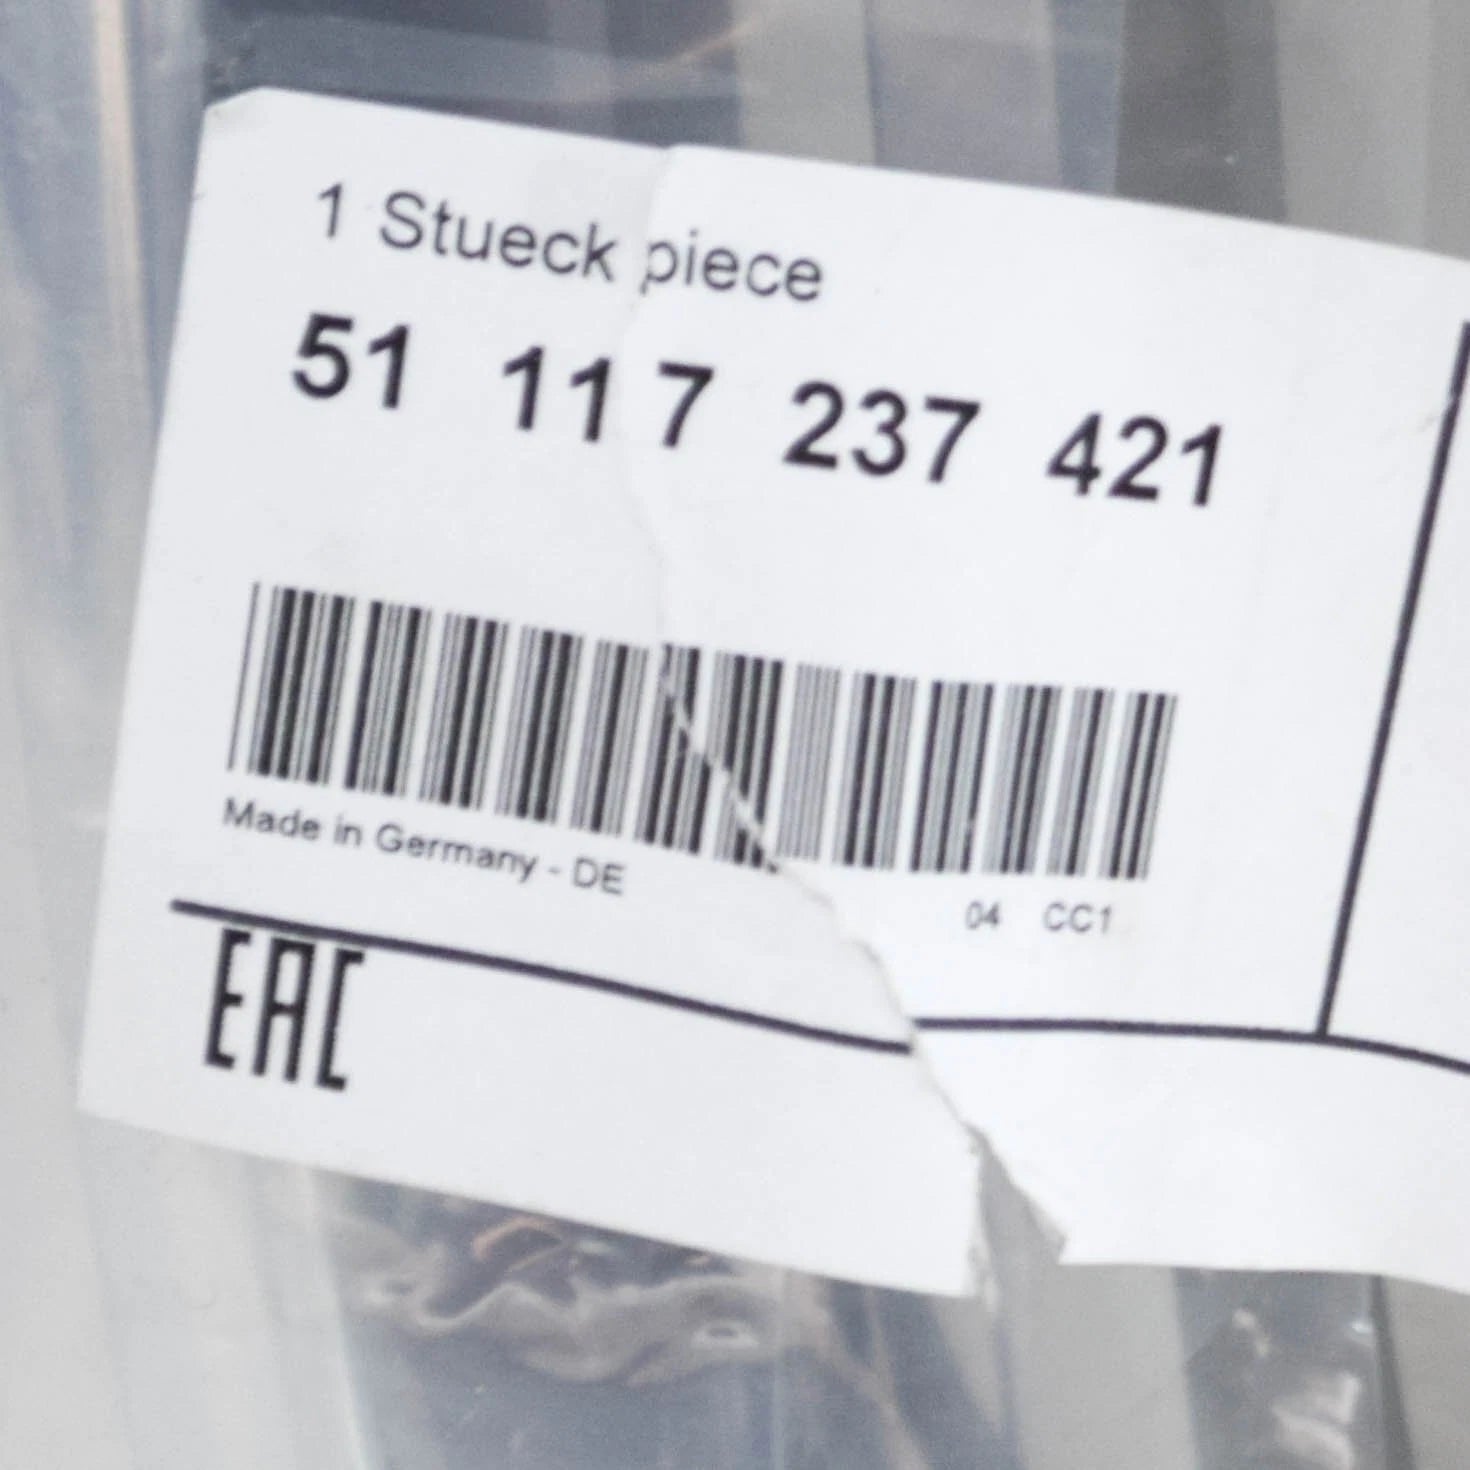 1 Stueck piece
51 11 7 237 421
Made in Germany - DE
04 CC1
EAC